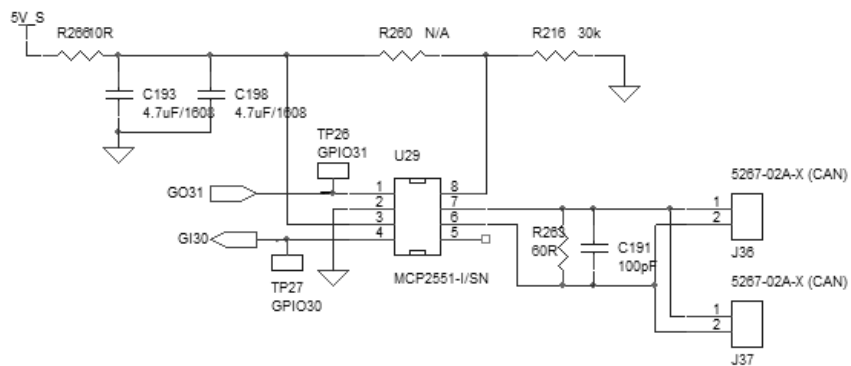 5V_S
R26610R
R260 N/A
R216 30k
C193
4.7uF/1608
C198
4.7uF/1608
TP26
GPIO31
U29
GO31
1
2
3
4
8
7
6
5
GI30
TP27
GPIO30
MCP2551-I/SN
R263
60R
C191
100pF
5267-02A-X (CAN)
1
2
J36
5267-02A-X (CAN)
1
2
J37